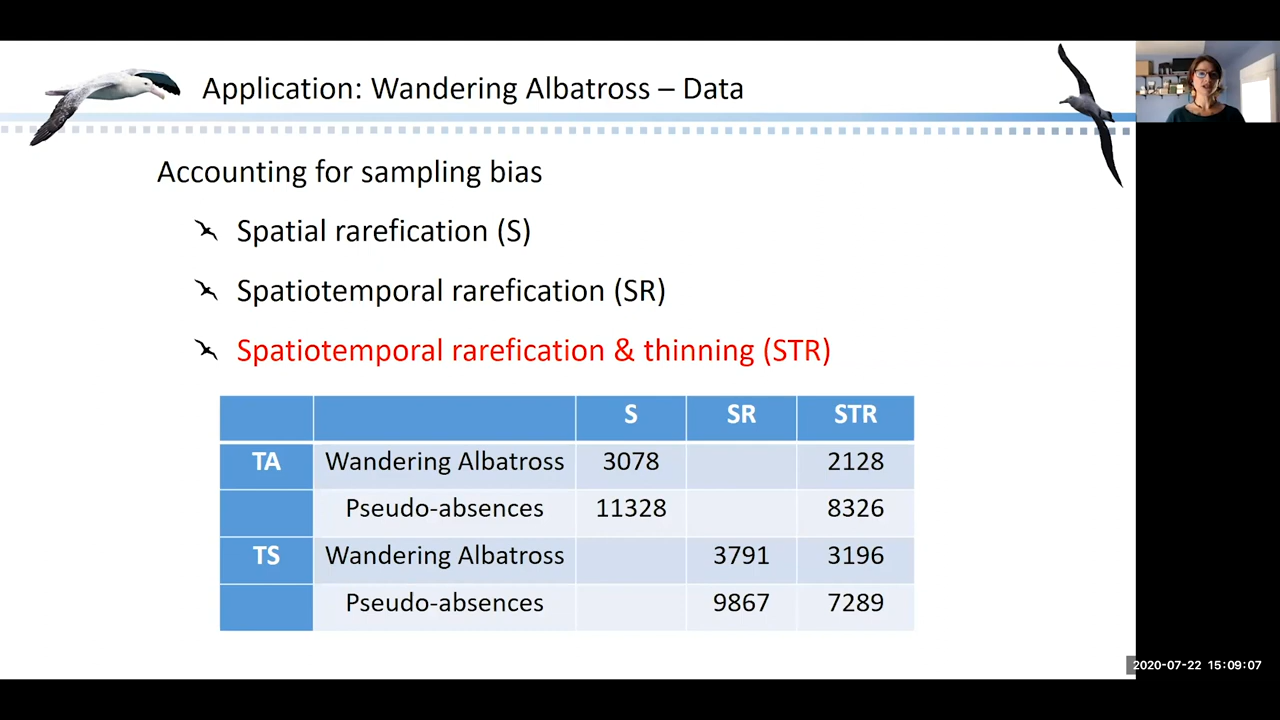 Application: Wandering Albatross – Data
Accounting for sampling bias
Spatial rarefication (S)
Spatiotemporal rarefication (SR)
Spatiotemporal rarefication & thinning (STR)
S SR STR
TA Wandering Albatross 3078 2128
Pseudo-absences 11328 8326
TS Wandering Albatross 3791 3196
Pseudo-absences 9867 7289
2020-07-22 15:09:07